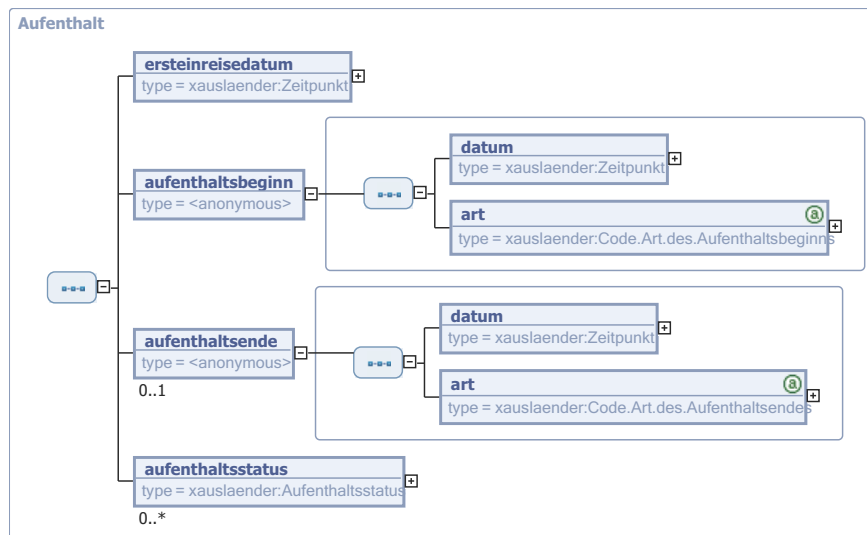 Aufenthalt
ersteinreisedatum
type = xauslaender:Zeitpunkt
aufenthaltsbeginn
type = <anonymous>
datum
type = xauslaender:Zeitpunkt
art
a
type = xauslaender:Code.Art.des.Aufenthaltsbeginns
aufenthaltsende
type = <anonymous>
0..1
datum
type = xauslaender:Zeitpunkt
art
a
type = xauslaender:Code.Art.des.Aufenthaltsendes
aufenthaltsstatus
type = xauslaender:Aufenthaltsstatus
0..*